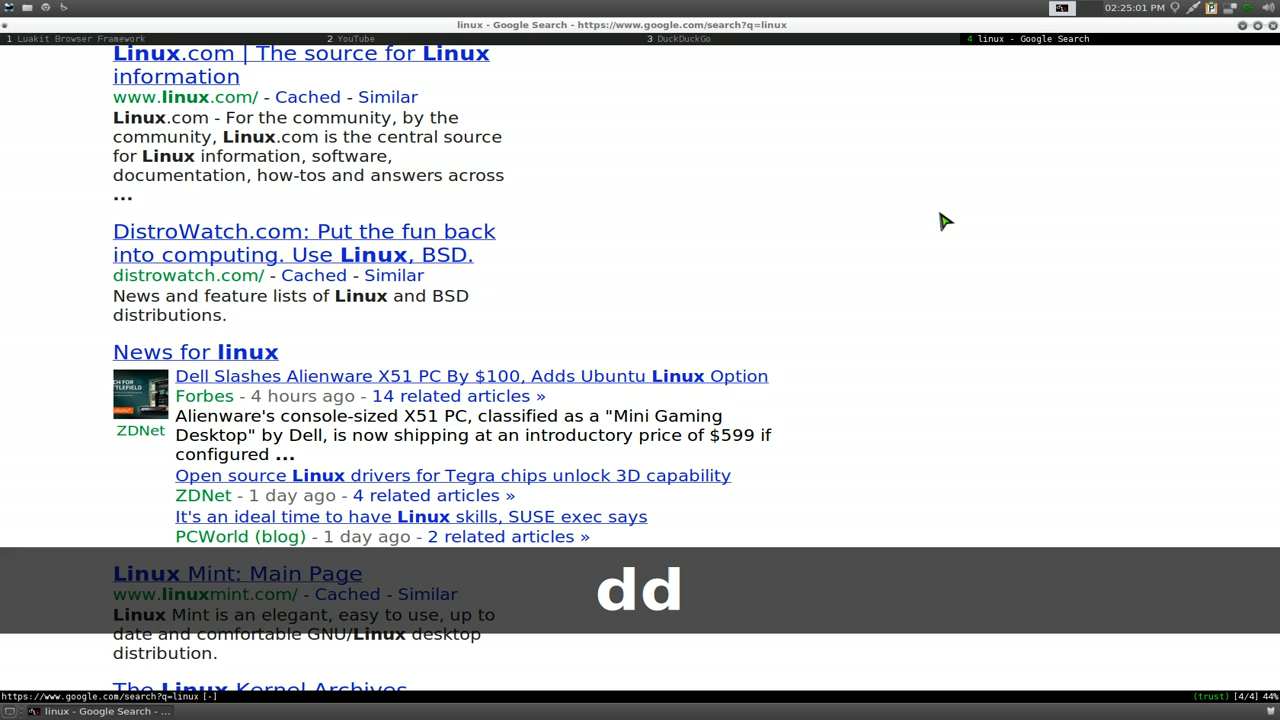 02:25:01 PM
linux - Google Search - https://www.google.com/search?q=linux
1 Luakit Browser Framework 2 YouTube 3 DuckDuckGo 4 linux - Google Search
Linux.com | The source for Linux
information
www.linux.com/ - Cached - Similar
Linux.com - For the community, by the
community, Linux.com is the central source
for Linux information, software,
documentation, how-tos and answers across
...
DistroWatch.com: Put the fun back
into computing. Use Linux, BSD.
distrowatch.com/ - Cached - Similar
News and feature lists of Linux and BSD
distributions.
News for linux
Dell Slashes Alienware X51 PC By $100, Adds Ubuntu Linux Option
Forbes - 4 hours ago - 14 related articles »
Alienware's console-sized X51 PC, classified as a "Mini Gaming
Desktop" by Dell, is now shipping at an introductory price of $599 if
configured ...
ZDNet
Open source Linux drivers for Tegra chips unlock 3D capability
ZDNet - 1 day ago - 4 related articles »
It's an ideal time to have Linux skills, SUSE exec says
PCWorld (blog) - 1 day ago - 2 related articles »
Linux Mint: Main Page
www.linuxmint.com/ - Cached - Similar
Linux Mint is an elegant, easy to use, up to
date and comfortable GNU/Linux desktop
distribution.
dd
The Linux Kernel Archives
https://www.google.com/search?q=linux [-] (trust) [4/4] 44%
linux - Google Search - ...